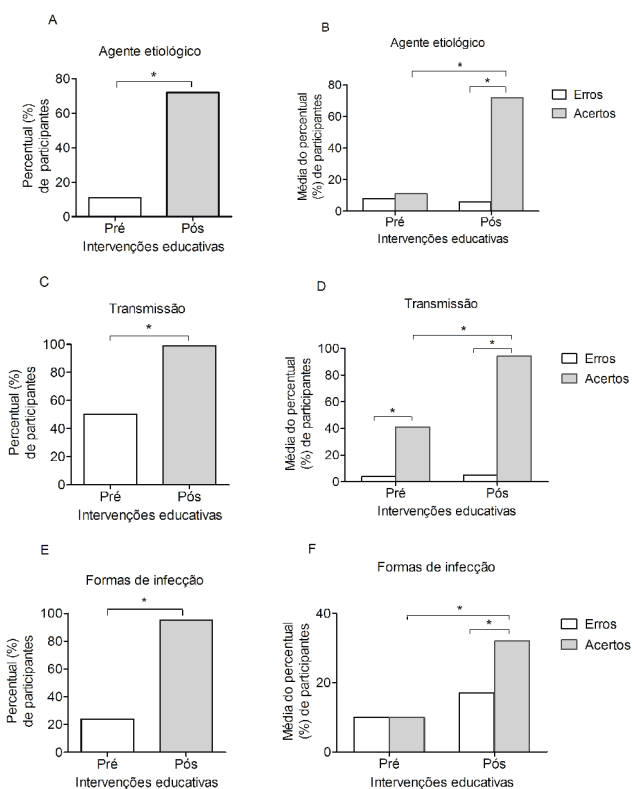 A
Agente etiológico
*
Percentual (%)
de participantes
80
60
40
20
0
Pré
Pós
Intervenções educativas
B
Agente etiológico
*
*
Média do percentual
(%) de participantes
80
60
40
20
0
Pré
Pós
Intervenções educativas
Erros
Acertos
C
Transmissão
*
Percentual (%)
de participantes
100
80
60
40
20
0
Pré
Pós
Intervenções educativas
D
Transmissão
*
*
*
Média do percentual
(%) de participantes
100
80
60
40
20
0
Pré
Pós
Intervenções educativas
Erros
Acertos
E
Formas de infecção
*
Percentual (%)
de participantes
100
80
60
40
20
0
Pré
Pós
Intervenções educativas
F
Formas de infecção
*
*
Média do percentual
(%) de participantes
40
20
0
Pré
Pós
Intervenções educativas
Erros
Acertos